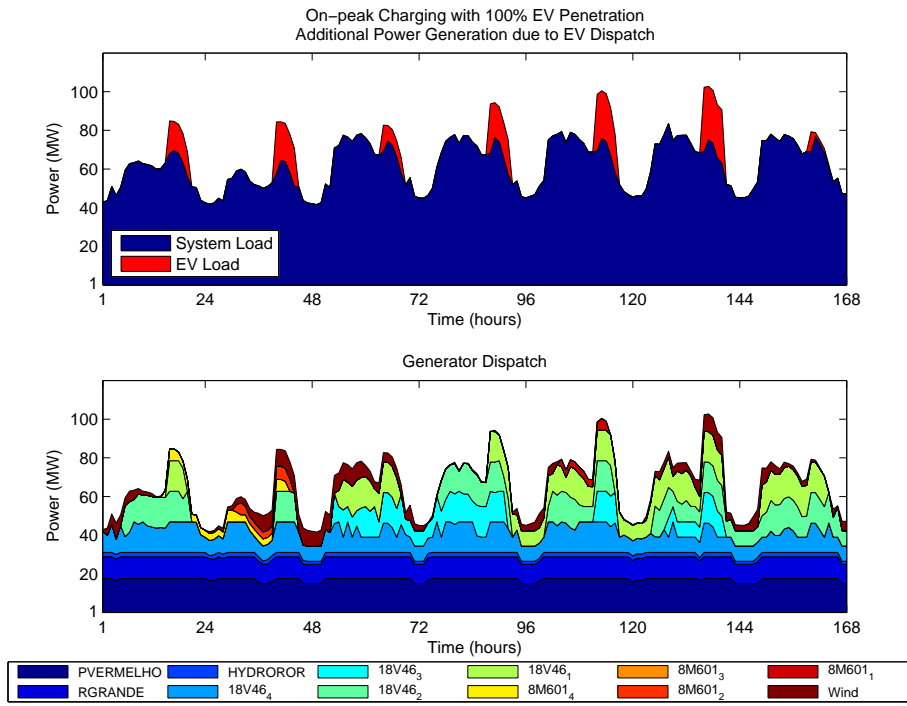 On-peak Charging with 100% EV Penetration
Additional Power Generation due to EV Dispatch
Power (MW)
100
80
60
40
20
1
System Load
EV Load
1 24 48 72 96 120 144 168
Time (hours)
Generator Dispatch
Power (MW)
100
80
60
40
20
1
1 24 48 72 96 120 144 168
Time (hours)
PVERMELHO HYDROROR 18V46₃ 18V46₁ 8M601₃ 8M601₁
RGRANDE 18V46₄ 18V46₂ 8M601₄ 8M601₂ Wind